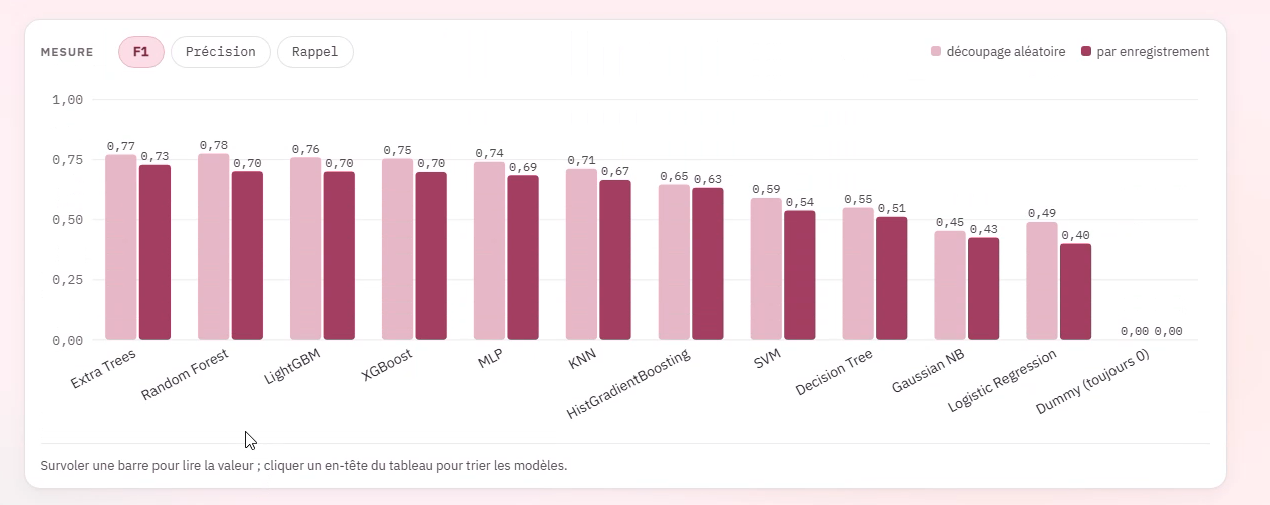 MESURE F1 Précision Rappel découpage aléatoire par enregistrement
1,00
0,75
0,50
0,25
0,00
0,77 0,73 0,78 0,70 0,76 0,70 0,75 0,70 0,74 0,69 0,71 0,67 0,65 0,63 0,59 0,54 0,55 0,51 0,45 0,43 0,49 0,40 0,00 0,00
Extra Trees
Random Forest
LightGBM
XGBoost
MLP
KNN
HistGradientBoosting
SVM
Decision Tree
Gaussian NB
Logistic Regression
Dummy (toujours 0)
Survoler une barre pour lire la valeur ; cliquer un en-tête du tableau pour trier les modèles.